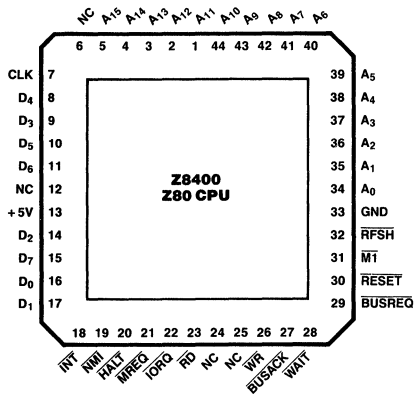 NC A15 A14 A13 A12 A11 A10 A9 A8 A7 A6
6 5 4 3 2 1 44 43 42 41 40
CLK 7 39 A5
D4 8 38 A4
D3 9 37 A3
D5 10 36 A2
D6 11 35 A1
NC 12 34 A0
+5V 13 33 GND
D2 14 32 RFSH
D7 15 31 M1
D0 16 30 RESET
D1 17 29 BUSREQ
Z8400
Z80 CPU
18 19 20 21 22 23 24 25 26 27 28
INT NMI HALT MREQ IORQ RD NC NC WR BUSACK WAIT